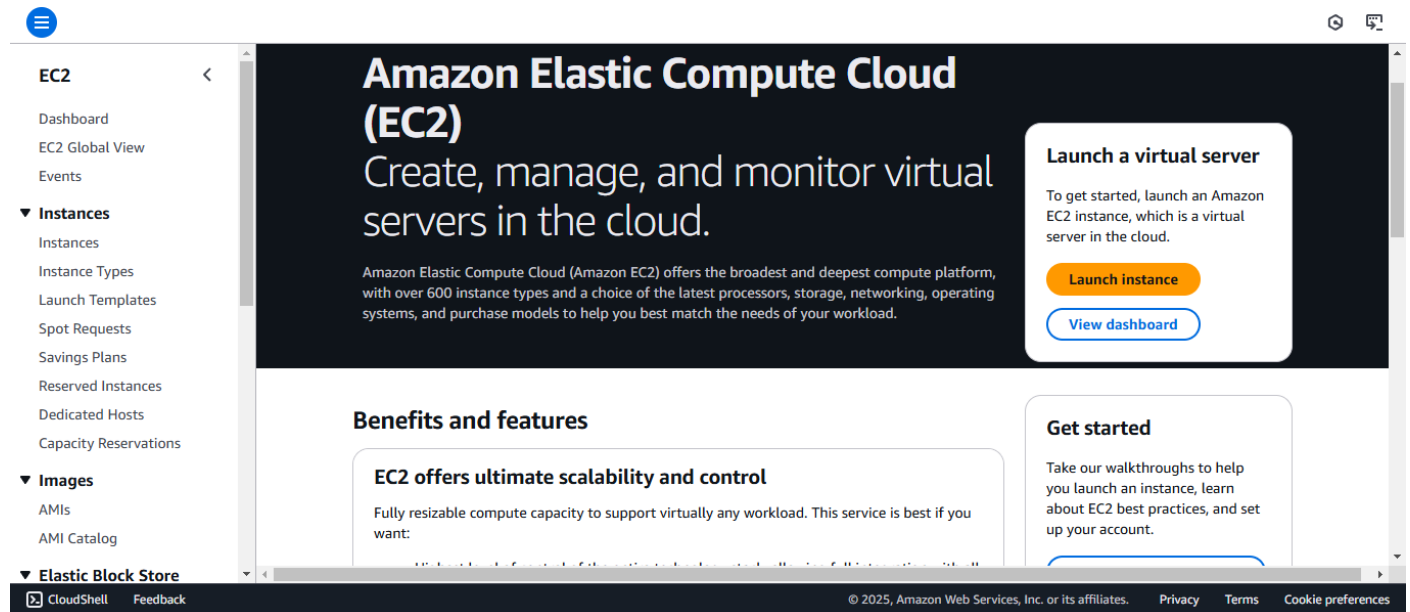 EC2
Dashboard
EC2 Global View
Events
Instances
Instances
Instance Types
Launch Templates
Spot Requests
Savings Plans
Reserved Instances
Dedicated Hosts
Capacity Reservations
Images
AMIs
AMI Catalog
Elastic Block Store
Amazon Elastic Compute Cloud
(EC2)
Create, manage, and monitor virtual
servers in the cloud.
Amazon Elastic Compute Cloud (Amazon EC2) offers the broadest and deepest compute platform,
with over 600 instance types and a choice of the latest processors, storage, networking, operating
systems, and purchase models to help you best match the needs of your workload.
Launch a virtual server
To get started, launch an Amazon
EC2 instance, which is a virtual
server in the cloud.
Launch instance
View dashboard
Benefits and features
EC2 offers ultimate scalability and control
Fully resizable compute capacity to support virtually any workload. This service is best if you
want:
Get started
Take our walkthroughs to help
you launch an instance, learn
about EC2 best practices, and set
up your account.
CloudShell Feedback
© 2025, Amazon Web Services, Inc. or its affiliates. Privacy Terms Cookie preferences